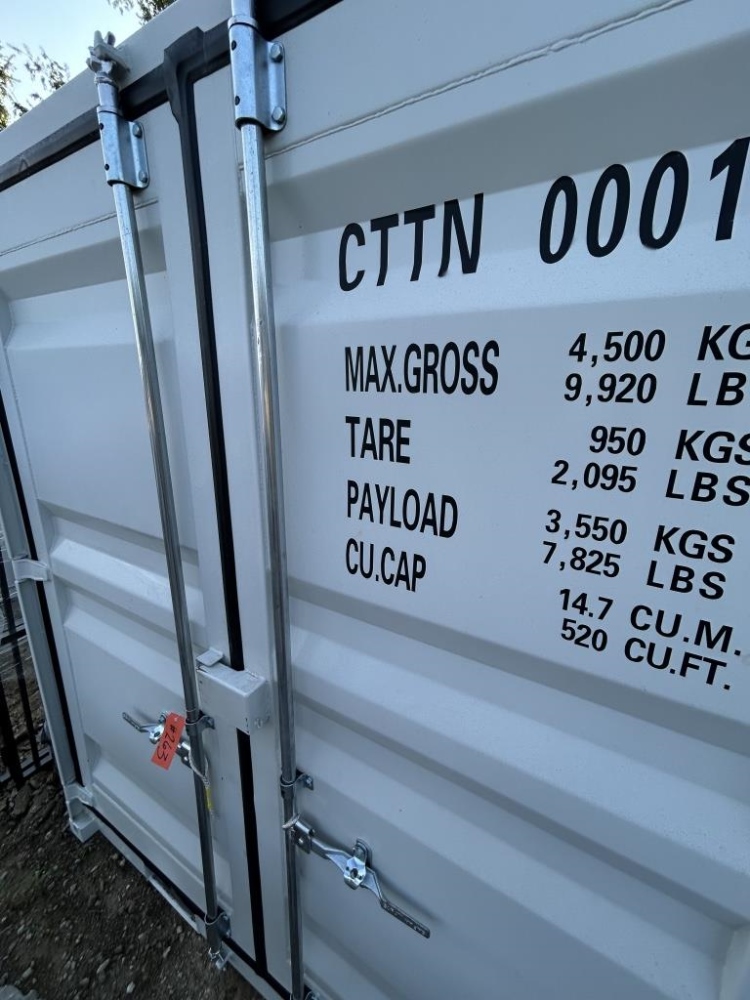 CTTN 0001
MAX.GROSS 4,500 KG
9,920 LB
TARE 950 KGS
2,095 LBS
PAYLOAD 3,550 KGS
7,825 LBS
CU.CAP 14.7 CU.M.
520 CU.FT.
#263